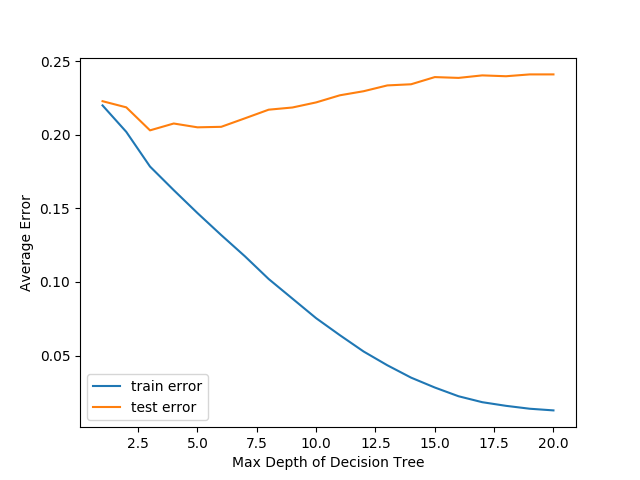 0.25
0.20
0.15
0.10
0.05
Average Error
train error
test error
2.5 5.0 7.5 10.0 12.5 15.0 17.5 20.0
Max Depth of Decision Tree